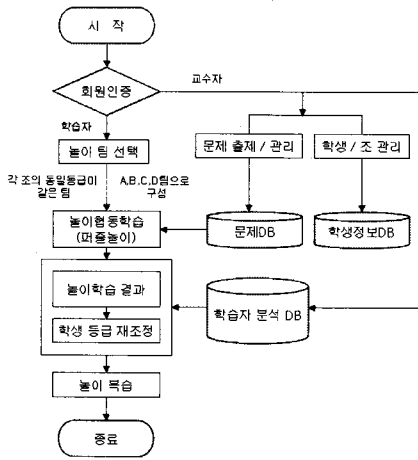 시 작
회원인증
교수자
학습자
놀이 팀 선택
문제 출제 / 관리
학생 / 조 관리
각 조의 동일등급이
같은 팀
A,B,C,D팀으로
구성
놀이협동학습
(퍼즐놀이)
문제DB
학생정보DB
놀이학습 결과
학생 등급 재조정
학습자 분석 DB
놀이 복습
종료